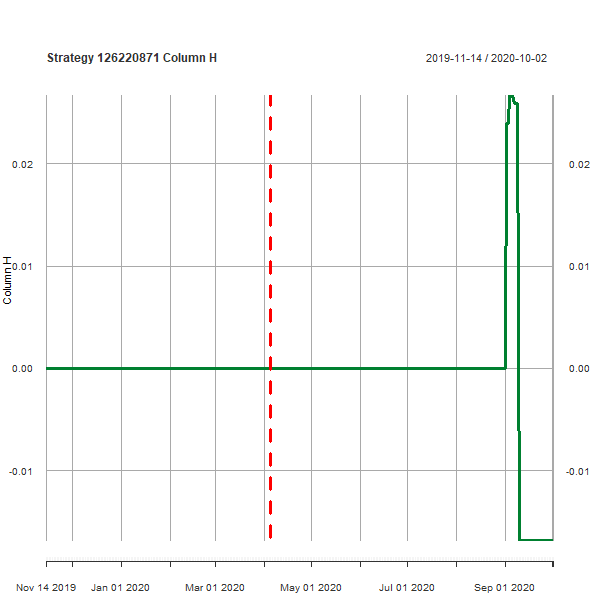 Strategy 126220871 Column H
2019-11-14 / 2020-10-02
0.02
0.02
Column H
0.01
0.01
0.00
0.00
-0.01
-0.01
Nov 14 2019
Jan 01 2020
Mar 01 2020
May 01 2020
Jul 01 2020
Sep 01 2020